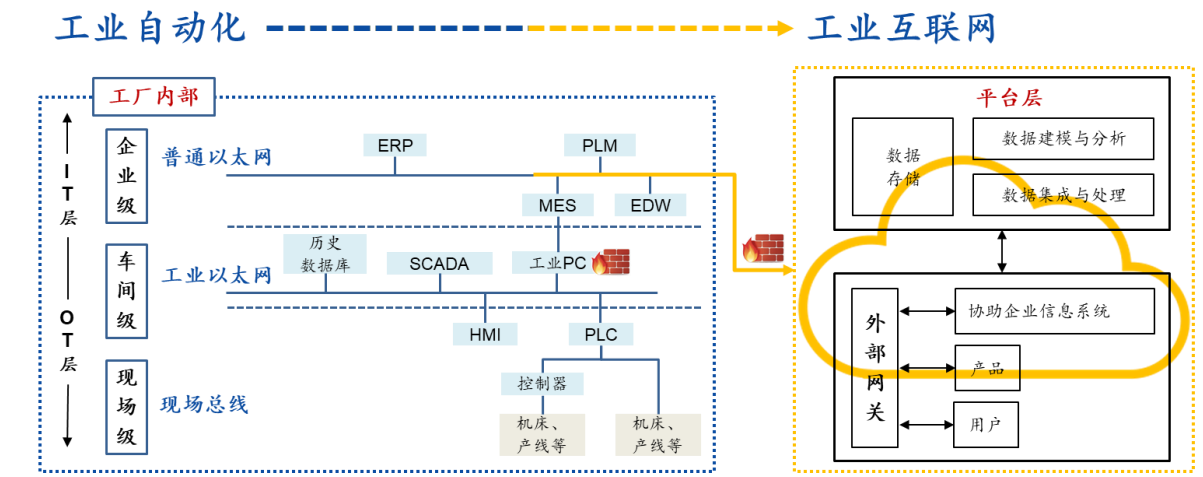 工业自动化
工业互联网
工厂内部
IT层
OT层
企业级
普通以太网
ERP
PLM
MES
EDW
车间级
工业以太网
历史
数据库
SCADA
工业PC
HMI
PLC
现场级
现场总线
控制器
机床、
产线等
机床、
产线等
平台层
数据
存储
数据建模与分析
数据集成与处理
外部网关
协助企业信息系统
产品
用户